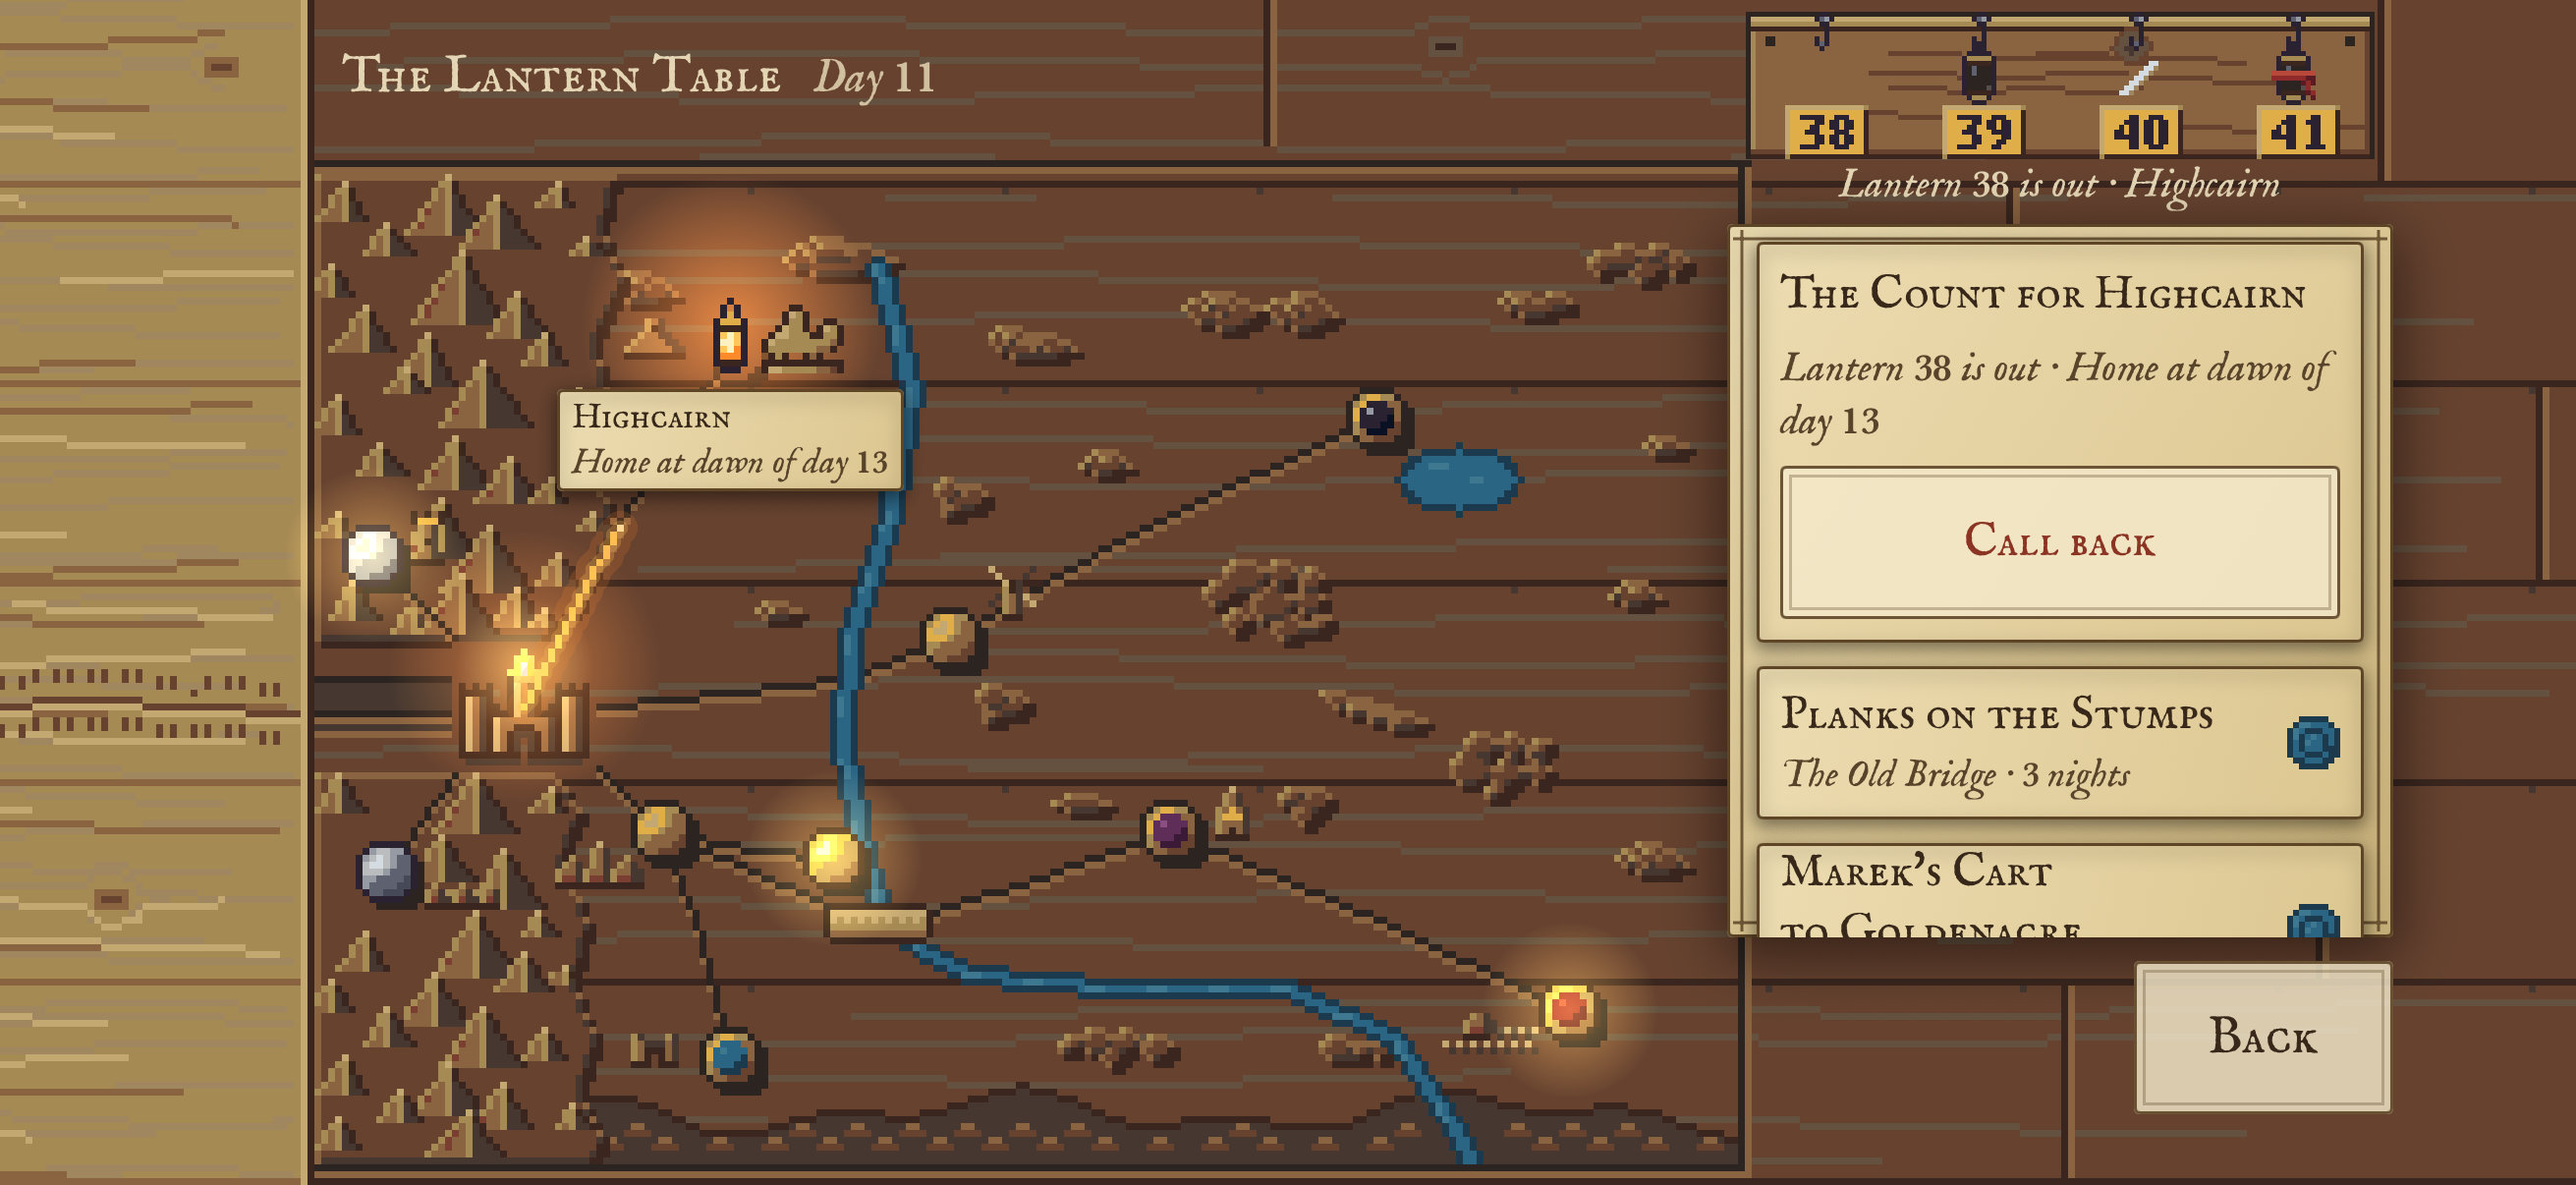 The Lantern Table Day 11
38 39 40 41
Lantern 38 is out · Highcairn
Highcairn
Home at dawn of day 13
The Count for Highcairn
Lantern 38 is out · Home at dawn of
day 13
Call back
Planks on the Stumps
The Old Bridge · 3 nights
Marek's Cart
to Goldenacre
Back